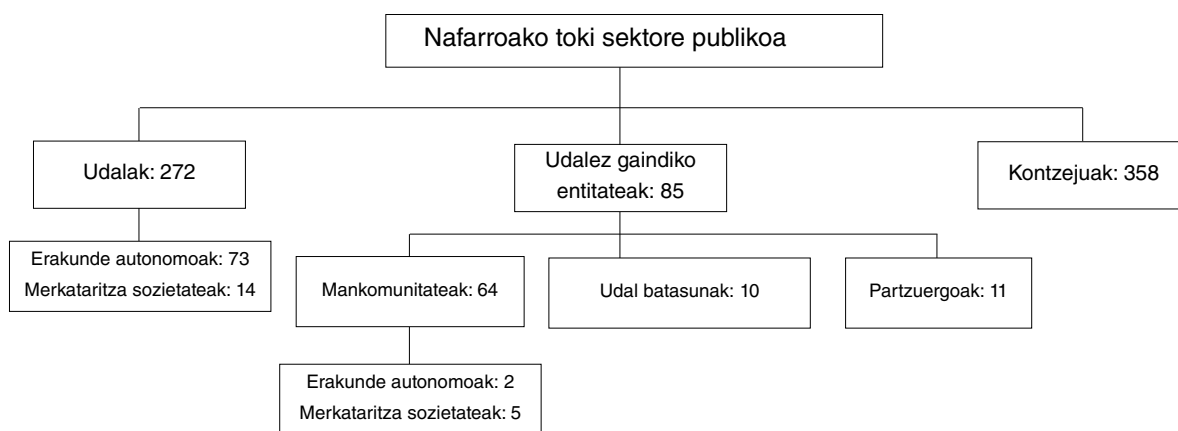 Nafarroako toki sektore publikoa
Udalak: 272
Udalez gaindiko
entitateak: 85
Kontzejuak: 358
Erakunde autonomoak: 73
Merkataritza sozietateak: 14
Mankomunitateak: 64
Udal batasunak: 10
Partzuergoak: 11
Erakunde autonomoak: 2
Merkataritza sozietateak: 5